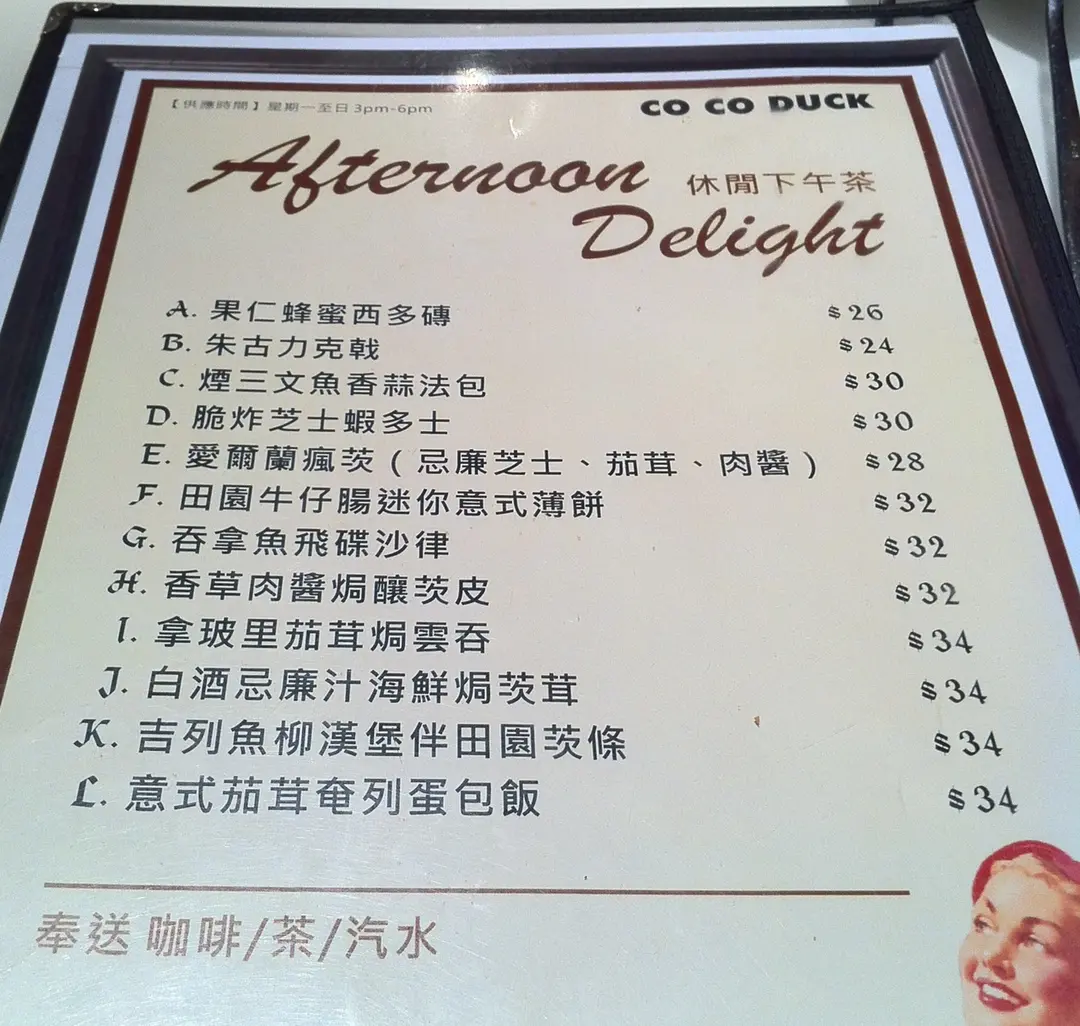 【供應時間】星期一至日 3pm-6pm
CO CO DUCK
Afternoon 休閒下午茶
Delight
A. 果仁蜂蜜西多磚 $26
B. 朱古力克戟 $24
C. 煙三文魚香蒜法包 $30
D. 脆炸芝士蝦多士 $30
E. 愛爾蘭瘋茨（忌廉芝士、茄茸、肉醬） $28
F. 田園牛仔腸迷你意式薄餅 $32
G. 吞拿魚飛碟沙律 $32
H. 香草肉醬焗釀茨皮 $32
I. 拿玻里茄茸焗雲吞 $34
J. 白酒忌廉汁海鮮焗茨茸 $34
K. 吉列魚柳漢堡伴田園茨條 $34
L. 意式茄茸奄列蛋包飯 $34
奉送 咖啡/茶/汽水